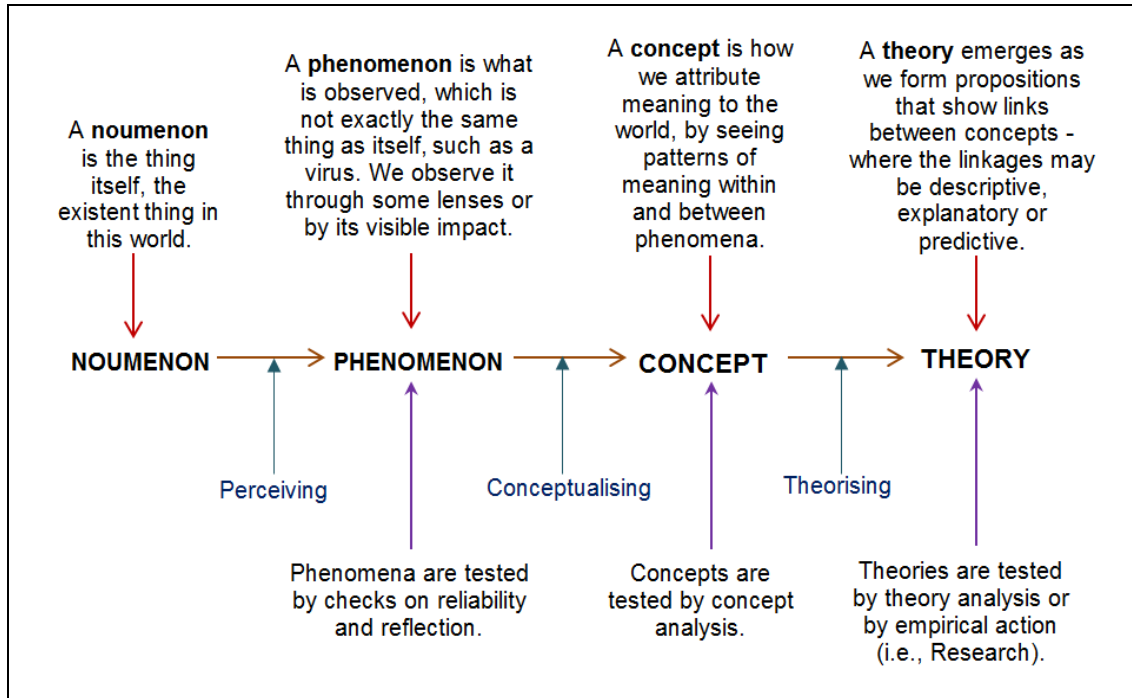 A noumenon
is the thing
itself, the
existent thing in
this world.
A phenomenon is what
is observed, which is
not exactly the same
thing as itself, such as a
virus. We observe it
through some lenses or
by its visible impact.
A concept is how
we attribute
meaning to the
world, by seeing
patterns of
meaning within
and between
phenomena.
A theory emerges as
we form propositions
that show links
between concepts -
where the linkages may
be descriptive,
explanatory or
predictive.
NOUMENON
PHENOMENON
CONCEPT
THEORY
Perceiving
Conceptualising
Theorising
Phenomena are tested
by checks on reliability
and reflection.
Concepts are
tested by concept
analysis.
Theories are tested
by theory analysis or
by empirical action
(i.e., Research).